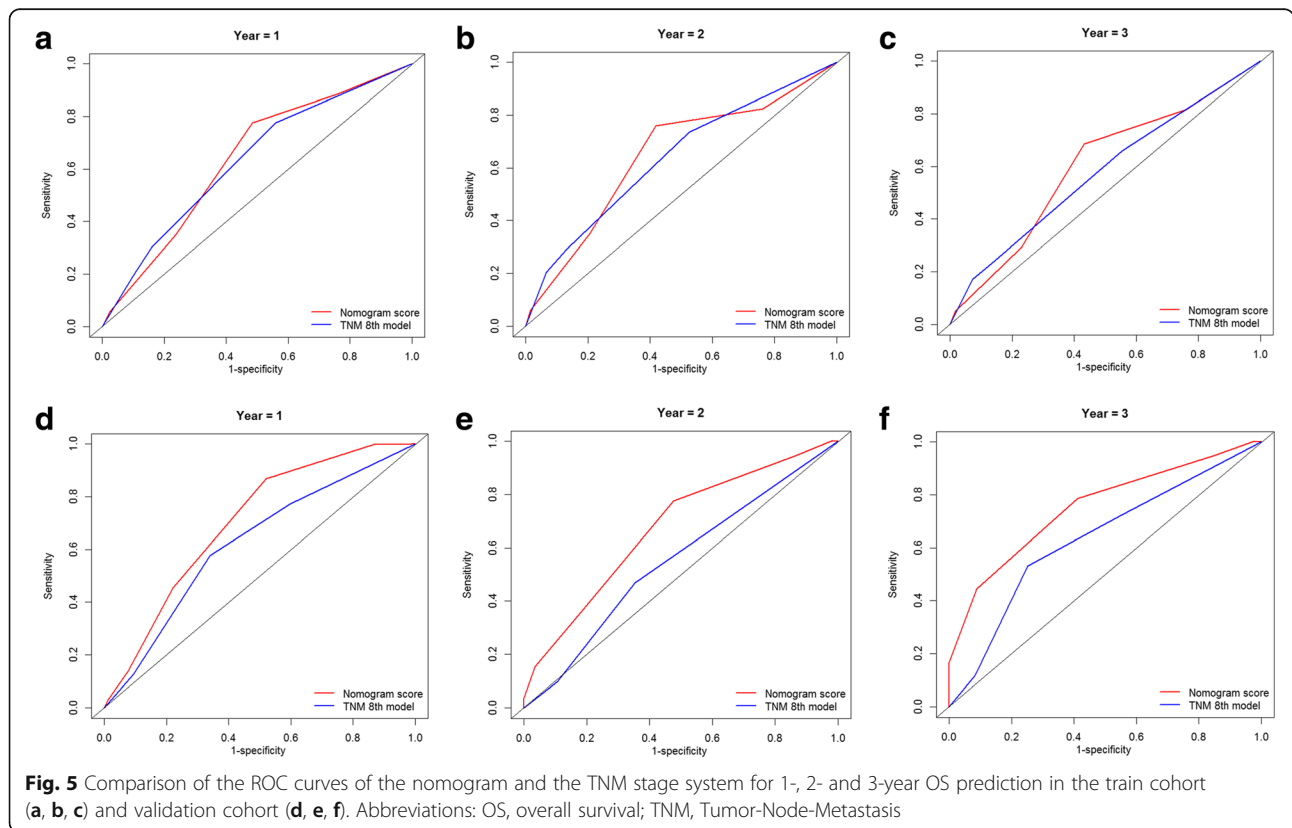 a
Year = 1
Sensitivity
0.0 0.2 0.4 0.6 0.8 1.0
0.0 0.2 0.4 0.6 0.8 1.0
1-specificity
Nomogram score
TNM 8th model
b
Year = 2
Sensitivity
0.0 0.2 0.4 0.6 0.8 1.0
0.0 0.2 0.4 0.6 0.8 1.0
1-specificity
Nomogram score
TNM 8th model
c
Year = 3
Sensitivity
0.0 0.2 0.4 0.6 0.8 1.0
0.0 0.2 0.4 0.6 0.8 1.0
1-specificity
Nomogram score
TNM 8th model
d
Year = 1
Sensitivity
0.0 0.2 0.4 0.6 0.8 1.0
0.0 0.2 0.4 0.6 0.8 1.0
1-specificity
Nomogram score
TNM 8th model
e
Year = 2
Sensitivity
0.0 0.2 0.4 0.6 0.8 1.0
0.0 0.2 0.4 0.6 0.8 1.0
1-specificity
Nomogram score
TNM 8th model
f
Year = 3
Sensitivity
0.0 0.2 0.4 0.6 0.8 1.0
0.0 0.2 0.4 0.6 0.8 1.0
1-specificity
Nomogram score
TNM 8th model
Fig. 5 Comparison of the ROC curves of the nomogram and the TNM stage system for 1-, 2- and 3-year OS prediction in the train cohort
(a, b, c) and validation cohort (d, e, f). Abbreviations: OS, overall survival; TNM, Tumor-Node-Metastasis